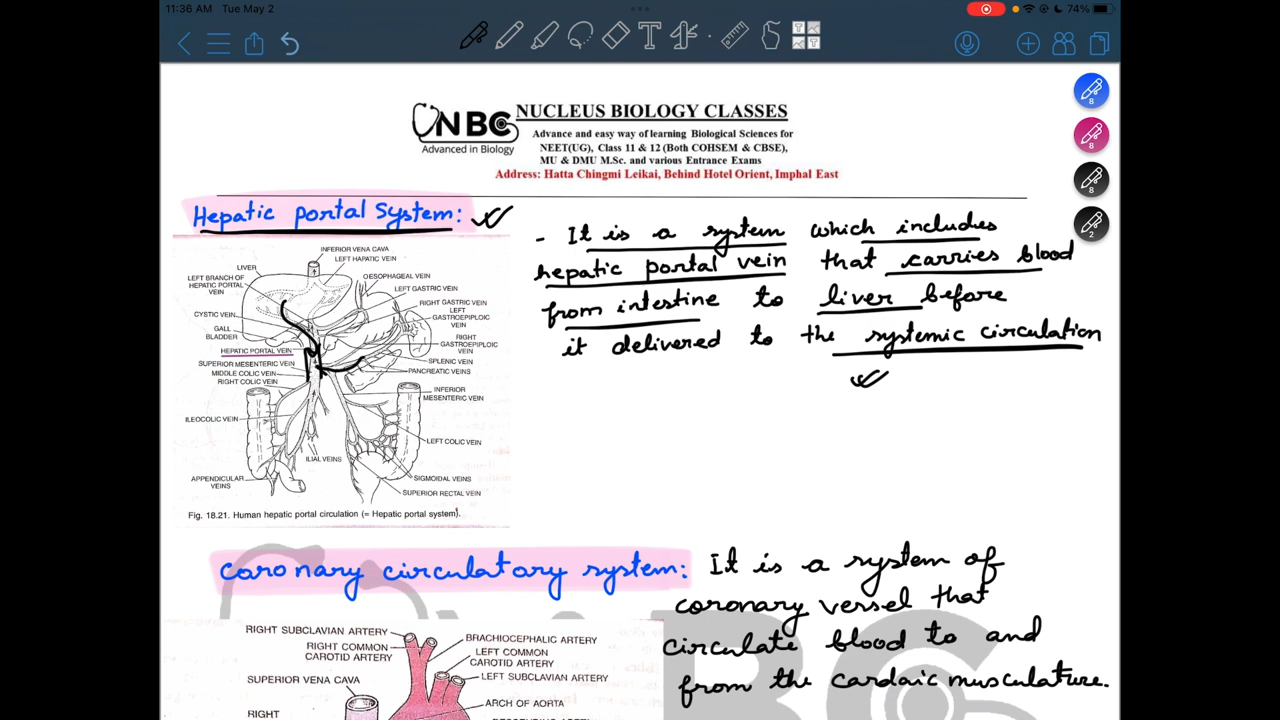 11:36 AM Tue May 2
74%
NBC
Advanced in Biology
NUCLEUS BIOLOGY CLASSES
Advance and easy way of learning Biological Sciences for
NEET(UG), Class 11 & 12 (Both COHSEM & CBSE),
MU & DMU M.Sc. and various Entrance Exams
Address: Hatta Chingmi Leikai, Behind Hotel Orient, Imphal East
8
8
8
2
Hepatic portal System:
- It is a system which includes
hepatic portal vein that carries blood
from intestine to liver before
it delivered to the systemic circulation
INFERIOR VENA CAVA
LEFT HAPATIC VEIN
LIVER
OESOPHAGEAL VEIN
LEFT BRANCH OF
HEPATIC PORTAL
VEIN
LEFT GASTRIC VEIN
RIGHT GASTRIC VEIN
LEFT
GASTROEPIPLOIC
VEIN
CYSTIC VEIN
GALL
BLADDER
RIGHT
GASTROEPIPLOIC
VEIN
HEPATIC PORTAL VEIN
SUPERIOR MESENTERIC VEIN
SPLENIC VEIN
MIDDLE COLIC VEIN
PANCREATIC VEINS
RIGHT COLIC VEIN
INFERIOR
MESENTERIC VEIN
ILEOCOLIC VEIN
LEFT COLIC VEIN
ILIAL VEINS
APPENDICULAR
VEINS
SIGMOIDAL VEINS
SUPERIOR RECTAL VEIN
Fig. 18.21. Human hepatic portal circulation (= Hepatic portal system).
coronary circulatory system:
It is a system of
coronary vessel that
circulate blood to and
from the cardaic musculature.
RIGHT SUBCLAVIAN ARTERY
RIGHT COMMON
CAROTID ARTERY
SUPERIOR VENA CAVA
RIGHT
BRACHIOCEPHALIC ARTERY
LEFT COMMON
CAROTID ARTERY
LEFT SUBCLAVIAN ARTERY
ARCH OF AORTA